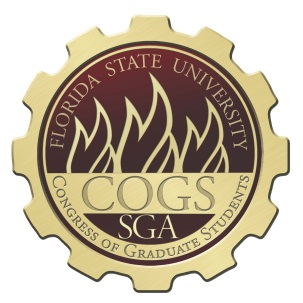 FLORIDA STATE UNIVERSITY
COGS
SGA
CONGRESS OF GRADUATE STUDENTS